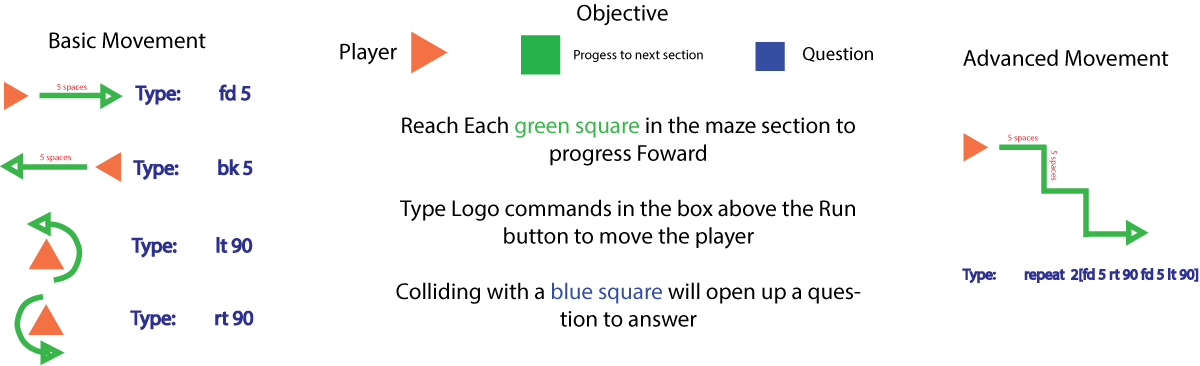 Basic Movement
5 spaces
Type: fd 5
5 spaces
Type: bk 5
Type: lt 90
Type: rt 90
Objective
Player
Progess to next section
Question
Reach Each green square in the maze section to
progress Foward
Type Logo commands in the box above the Run
button to move the player
Colliding with a blue square will open up a ques-
tion to answer
Advanced Movement
5 spaces
5 spaces
Type: repeat 2[fd 5 rt 90 fd 5 lt 90]